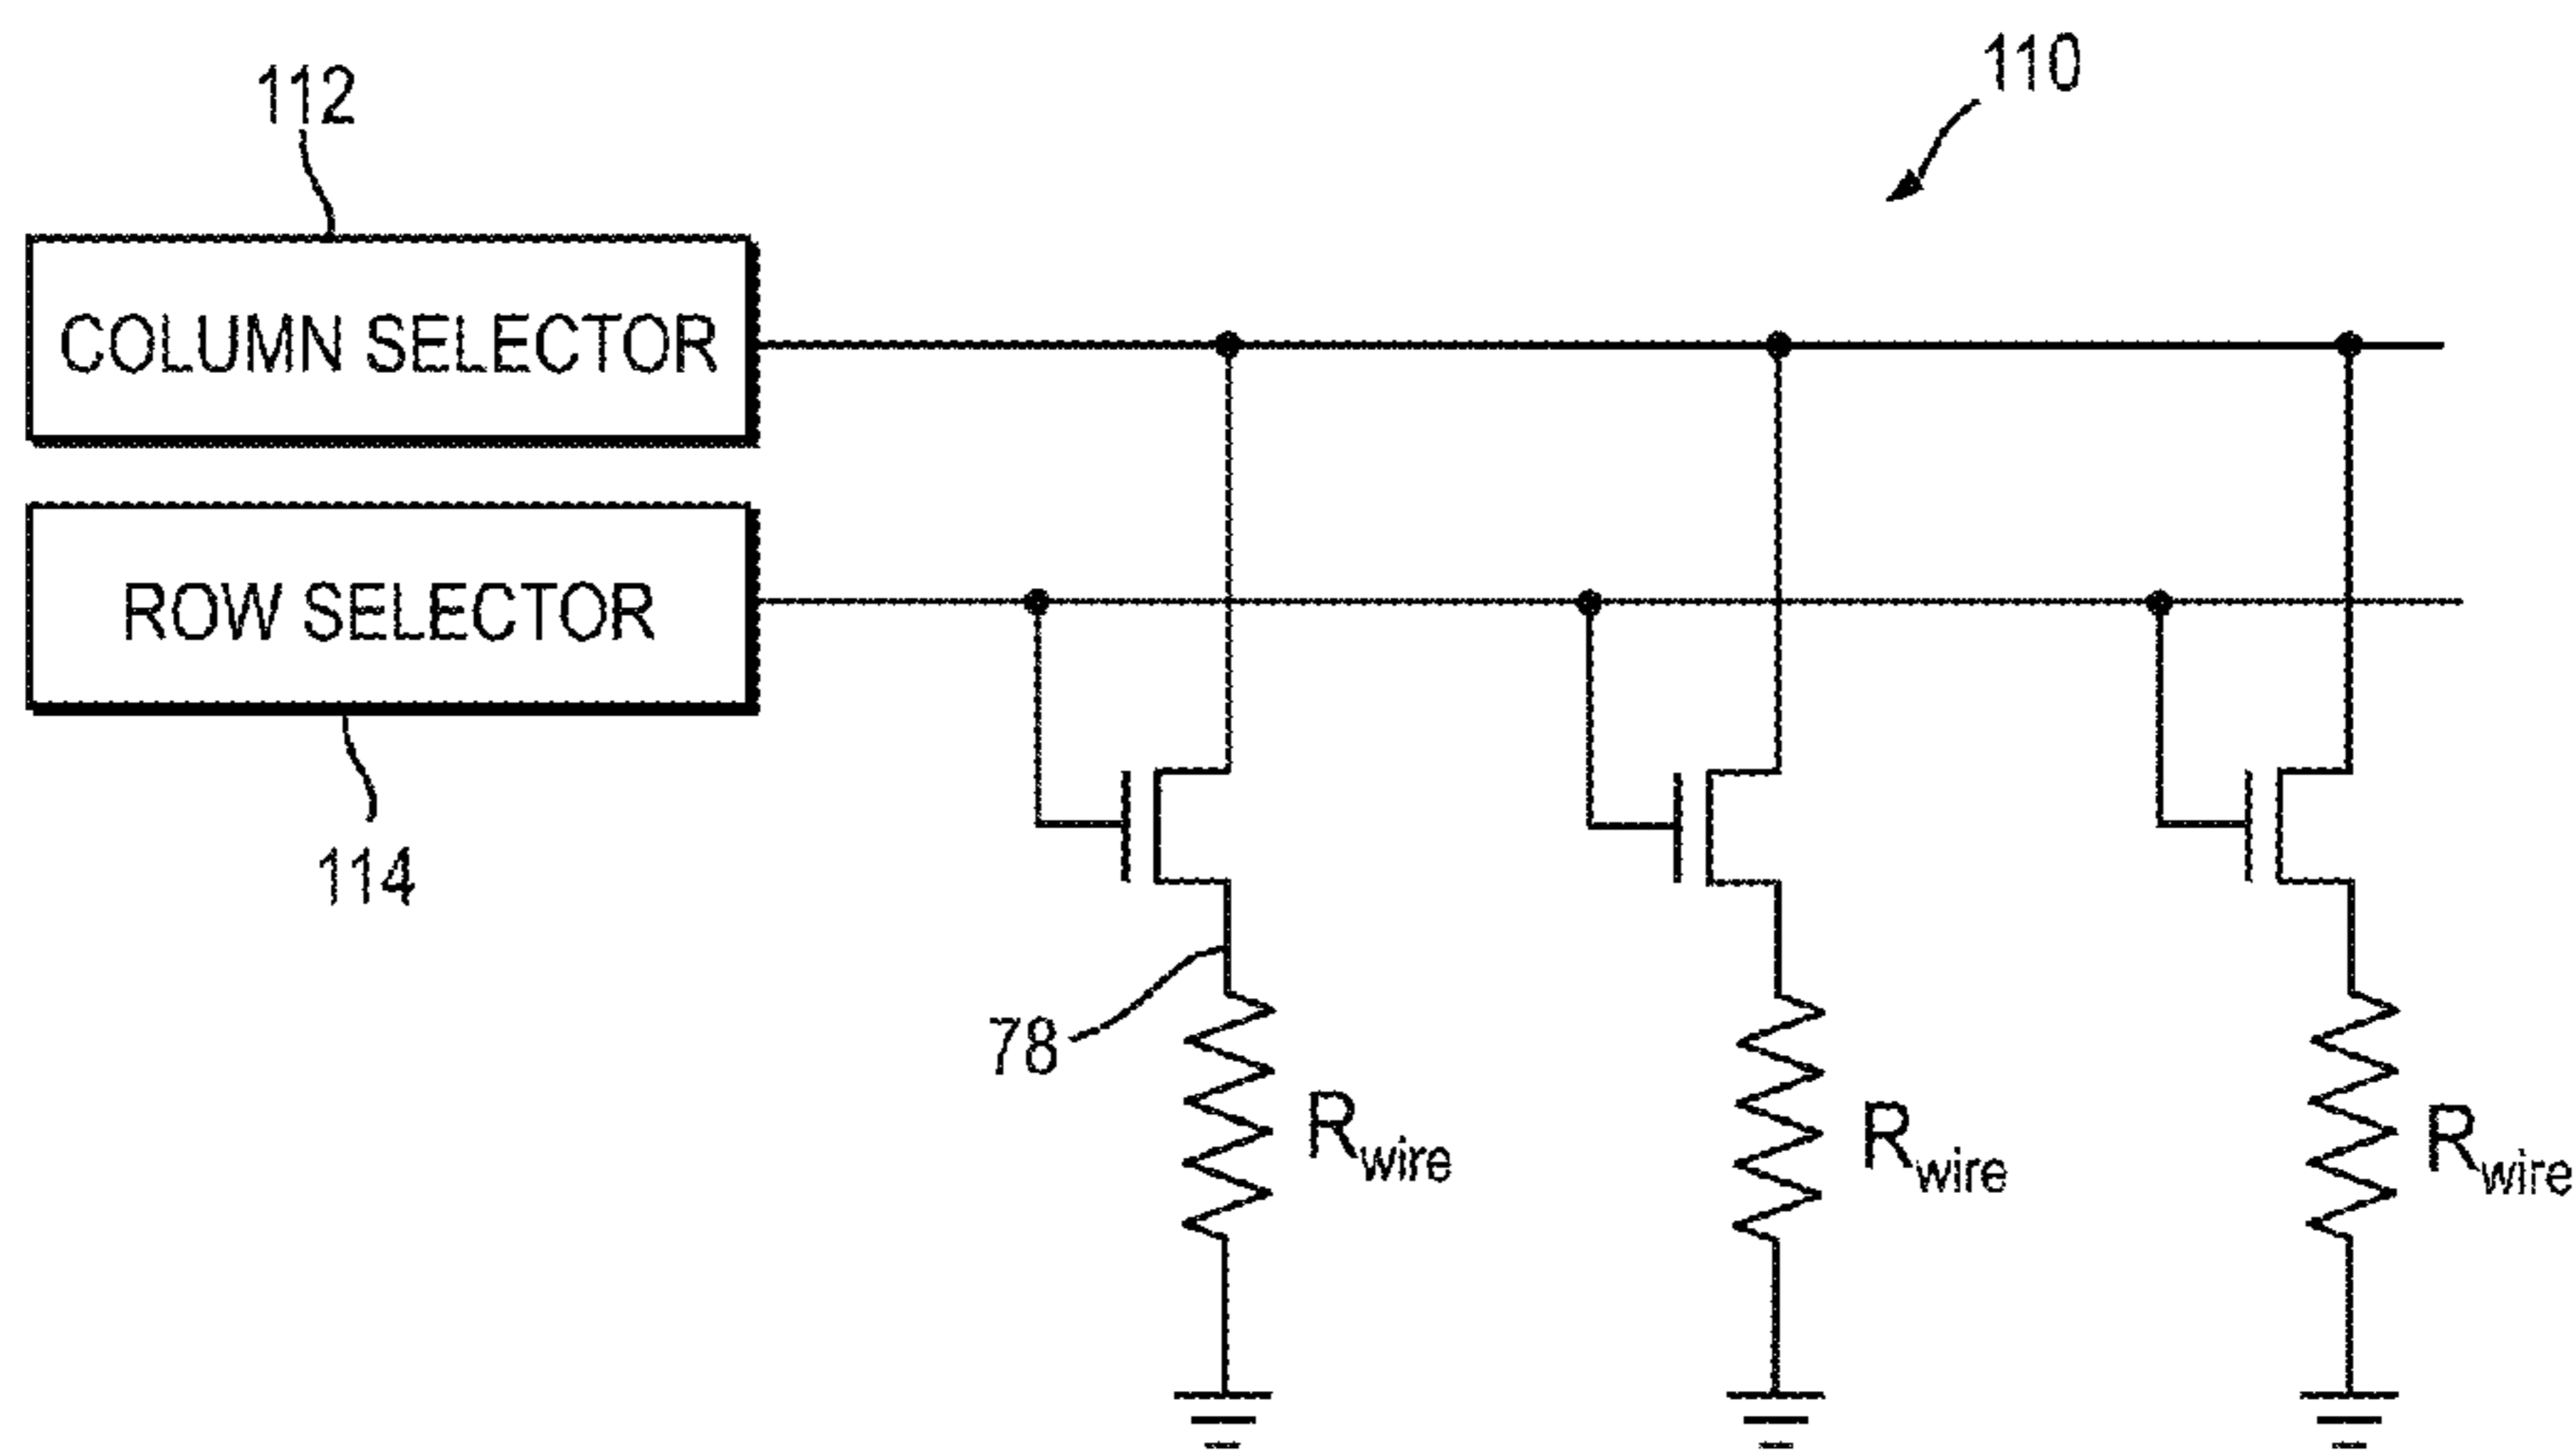 110
112
COLUMN SELECTOR
ROW SELECTOR
114
78
Rwire
Rwire
Rwire